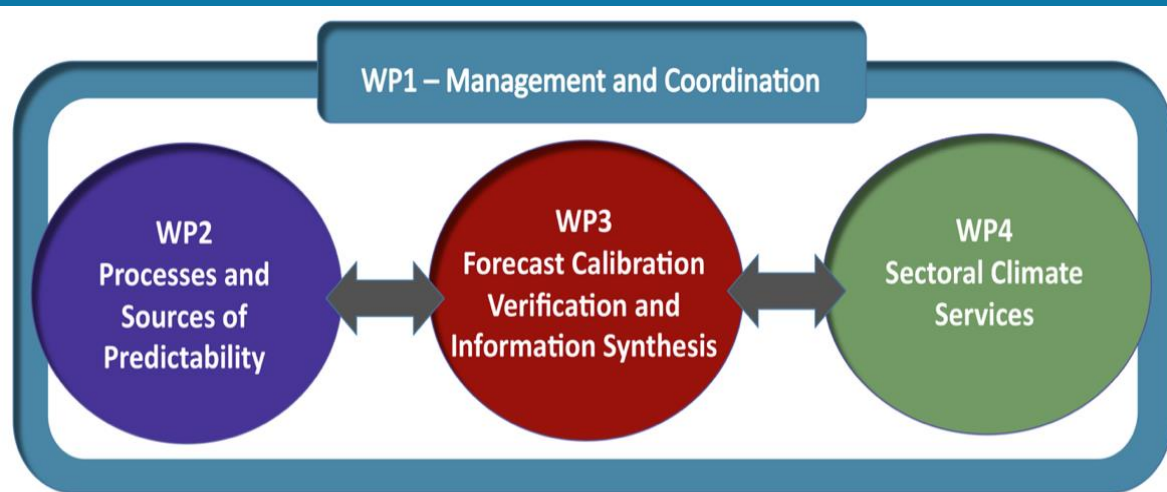 WP1 – Management and Coordination
WP2
Processes and
Sources of
Predictability
WP3
Forecast Calibration
Verification and
Information Synthesis
WP4
Sectoral Climate
Services